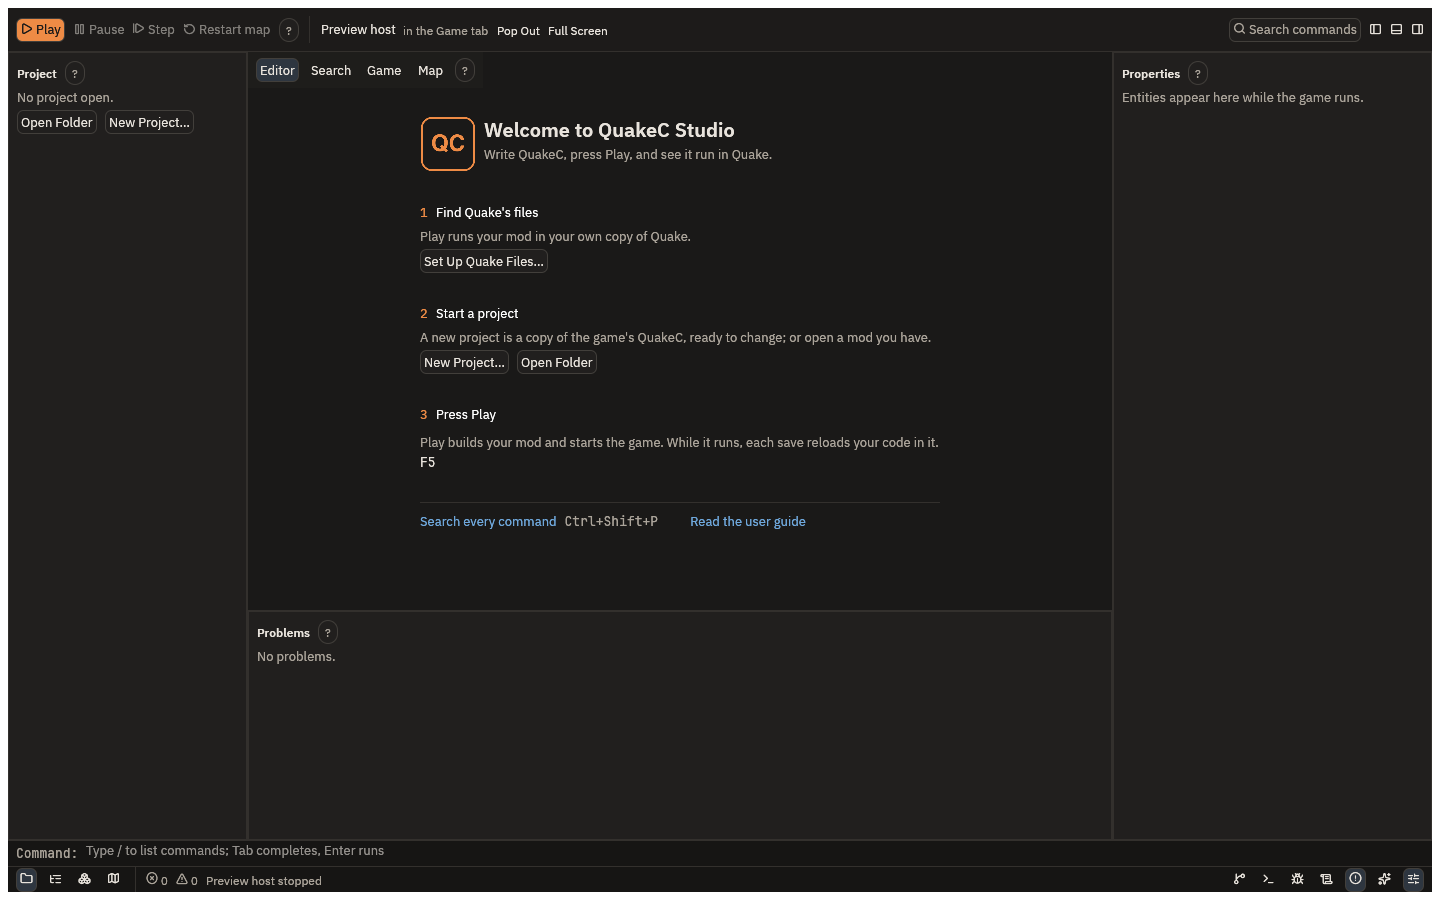 Play Pause Step Restart map ? Preview host in the Game tab Pop Out Full Screen Search commands
Project ?
No project open.
Open Folder New Project...
Editor Search Game Map ?
QC
Welcome to QuakeC Studio
Write QuakeC, press Play, and see it run in Quake.
1 Find Quake's files
Play runs your mod in your own copy of Quake.
Set Up Quake Files...
2 Start a project
A new project is a copy of the game's QuakeC, ready to change; or open a mod you have.
New Project... Open Folder
3 Press Play
Play builds your mod and starts the game. While it runs, each save reloads your code in it.
F5
Search every command Ctrl+Shift+P Read the user guide
Properties ?
Entities appear here while the game runs.
Problems ?
No problems.
Command: Type / to list commands; Tab completes, Enter runs
0 0 Preview host stopped